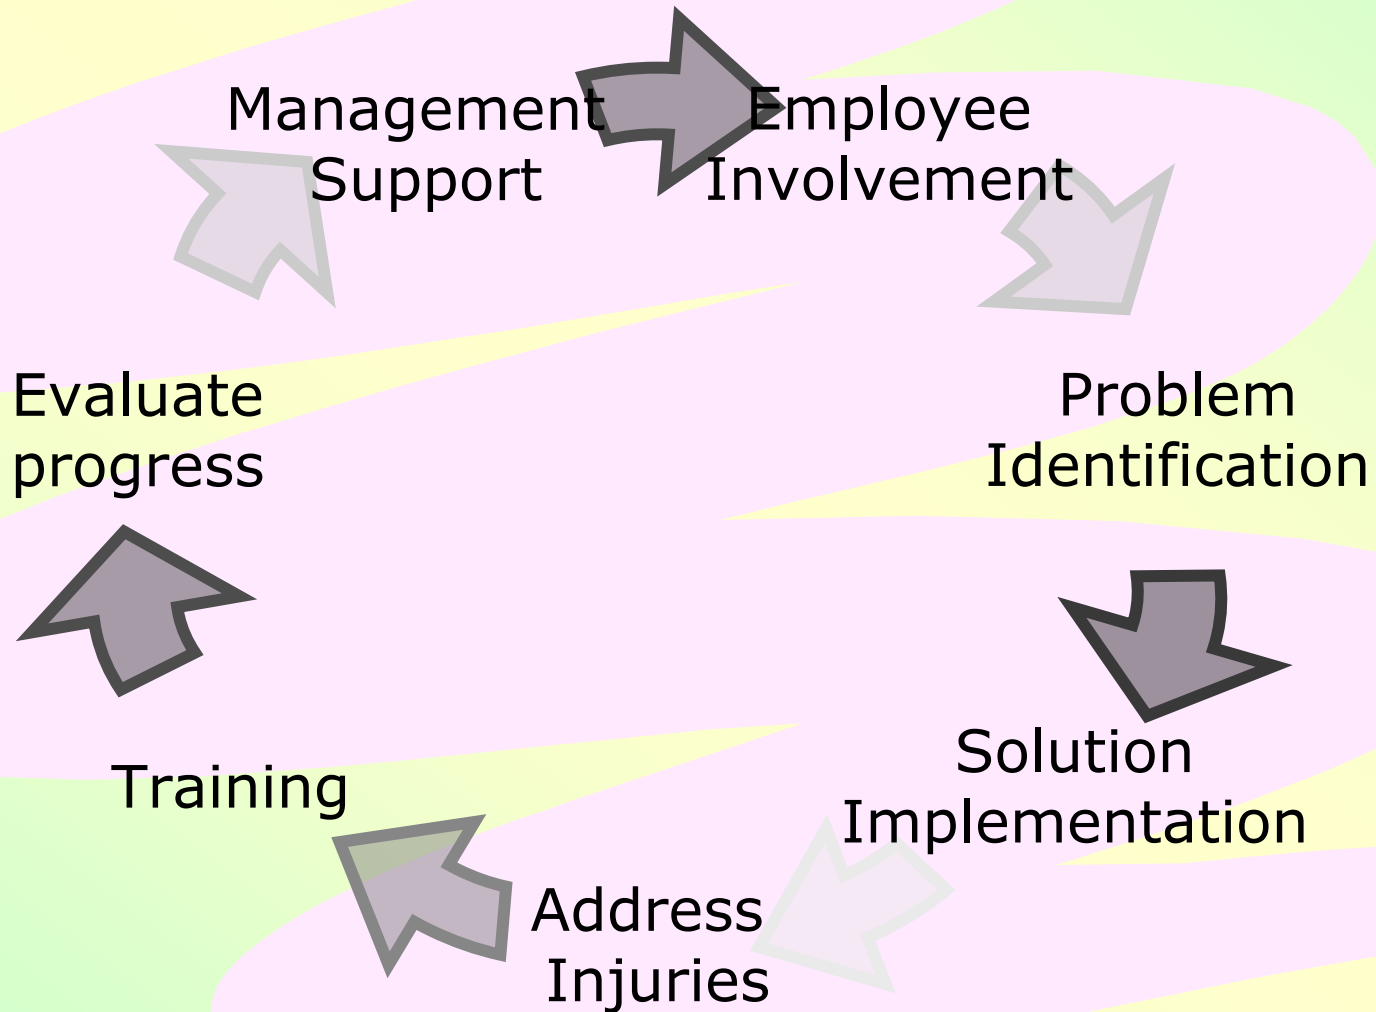 Management
Support
Employee
Involvement
Problem
Identification
Solution
Implementation
Address
Injuries
Training
Evaluate
progress